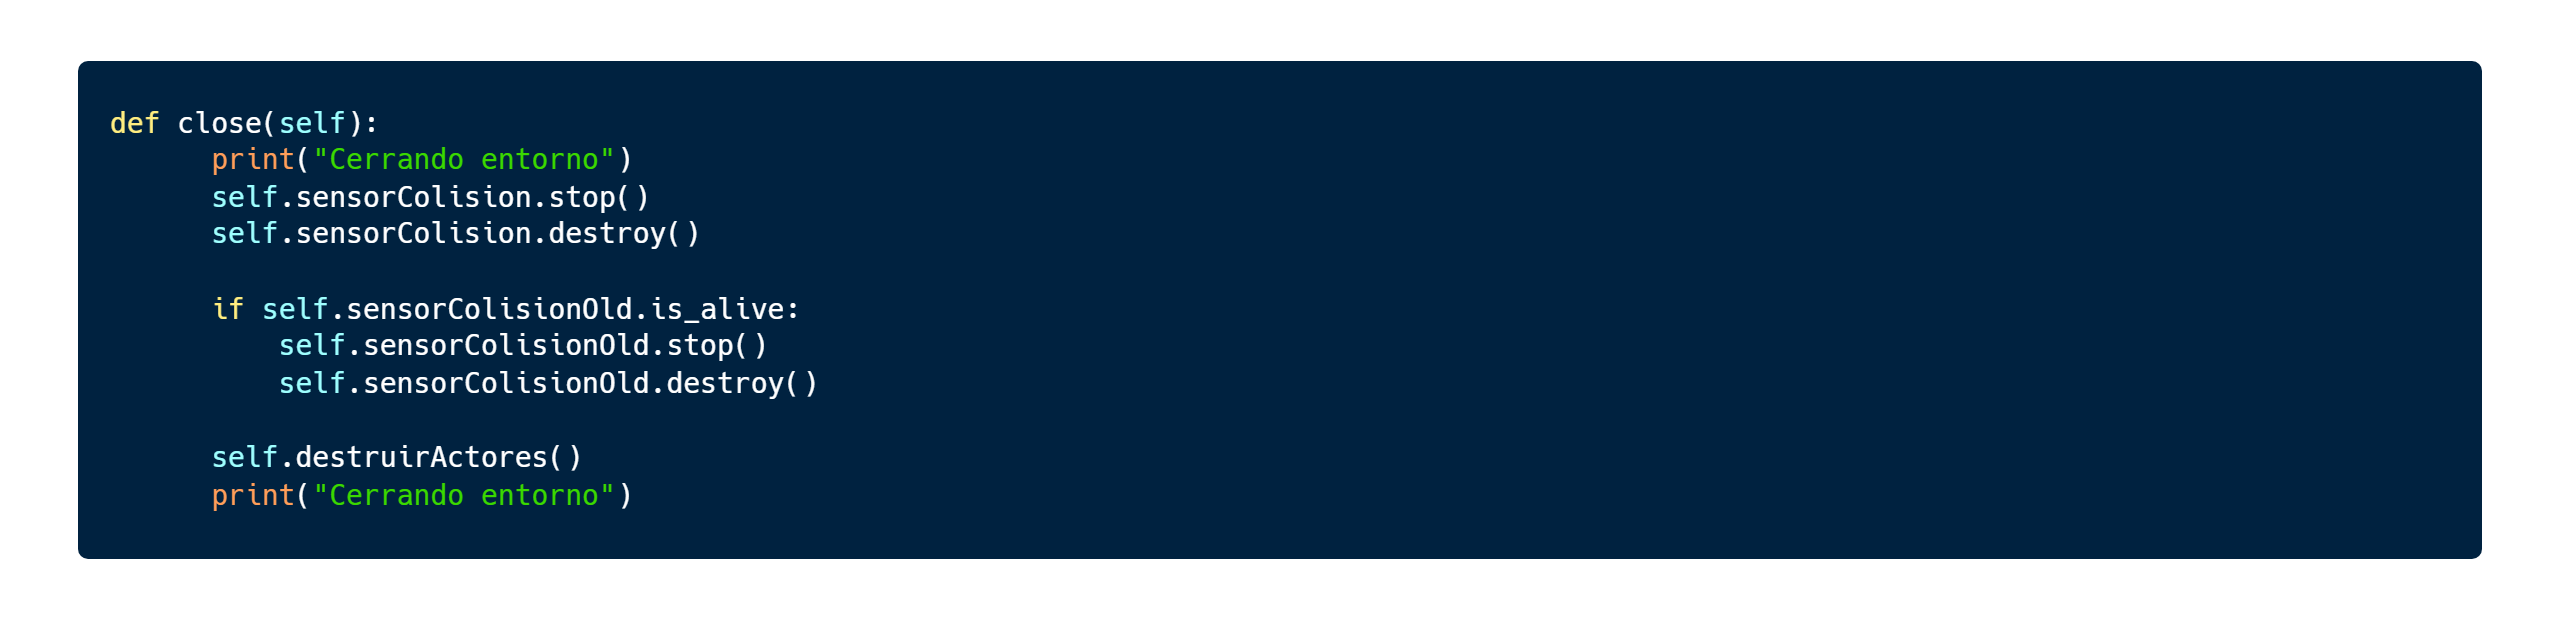 def close(self):
      print("Cerrando entorno")
      self.sensorColision.stop()
      self.sensorColision.destroy()

      if self.sensorColisionOld.is_alive:
          self.sensorColisionOld.stop()
          self.sensorColisionOld.destroy()

      self.destruirActores()
      print("Cerrando entorno")